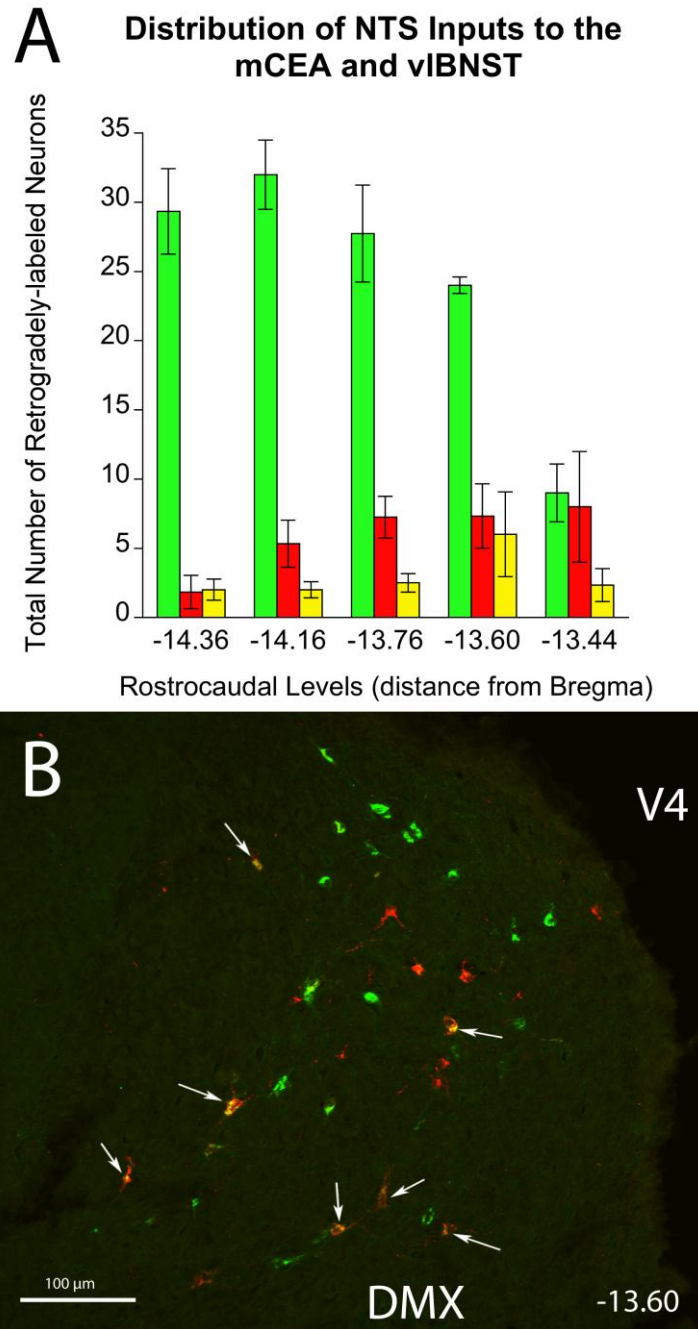 A
Distribution of NTS Inputs to the
mCEA and vlBNST
Total Number of Retrogradely-labeled Neurons
35
30
25
20
15
10
5
0
-14.36 -14.16 -13.76 -13.60 -13.44
Rostrocaudal Levels (distance from Bregma)
B
V4
100 µm
DMX
-13.60